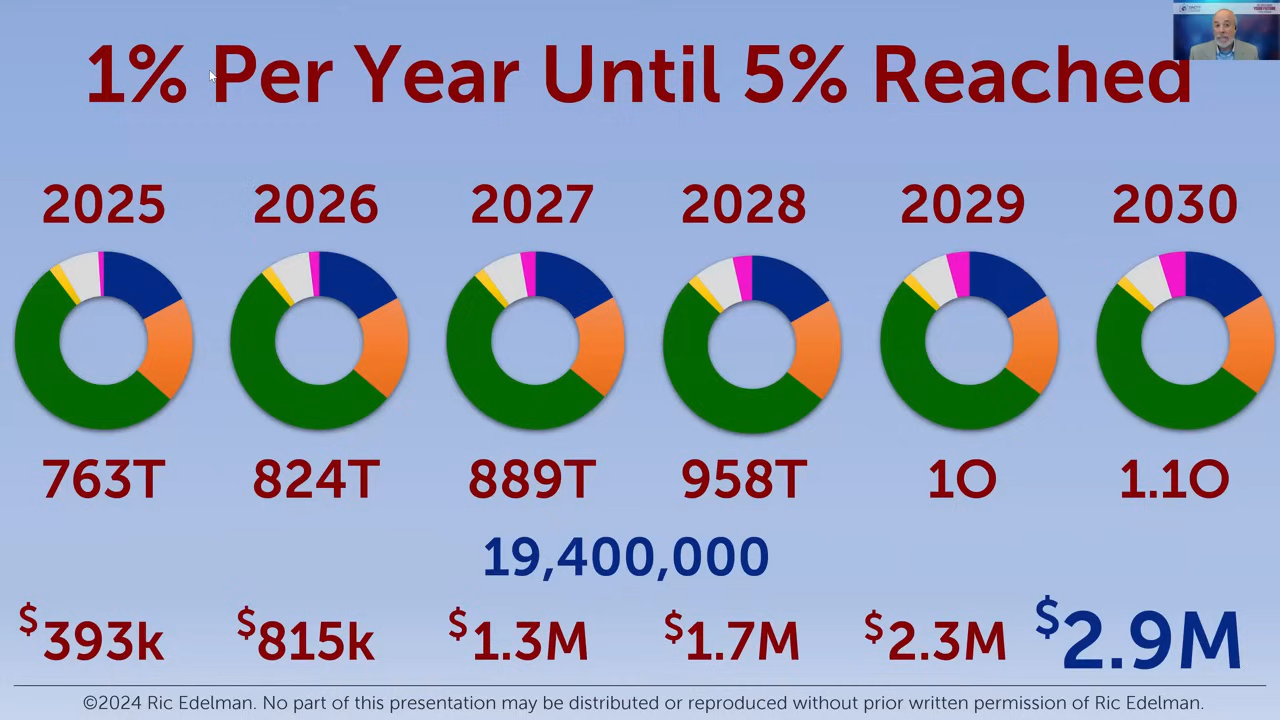 1% Per Year Until 5% Reached
2025 2026 2027 2028 2029 2030
763T 824T 889T 958T 1O 1.1O
19,400,000
$393k $815k $1.3M $1.7M $2.3M $2.9M
©2024 Ric Edelman. No part of this presentation may be distributed or reproduced without prior written permission of Ric Edelman.